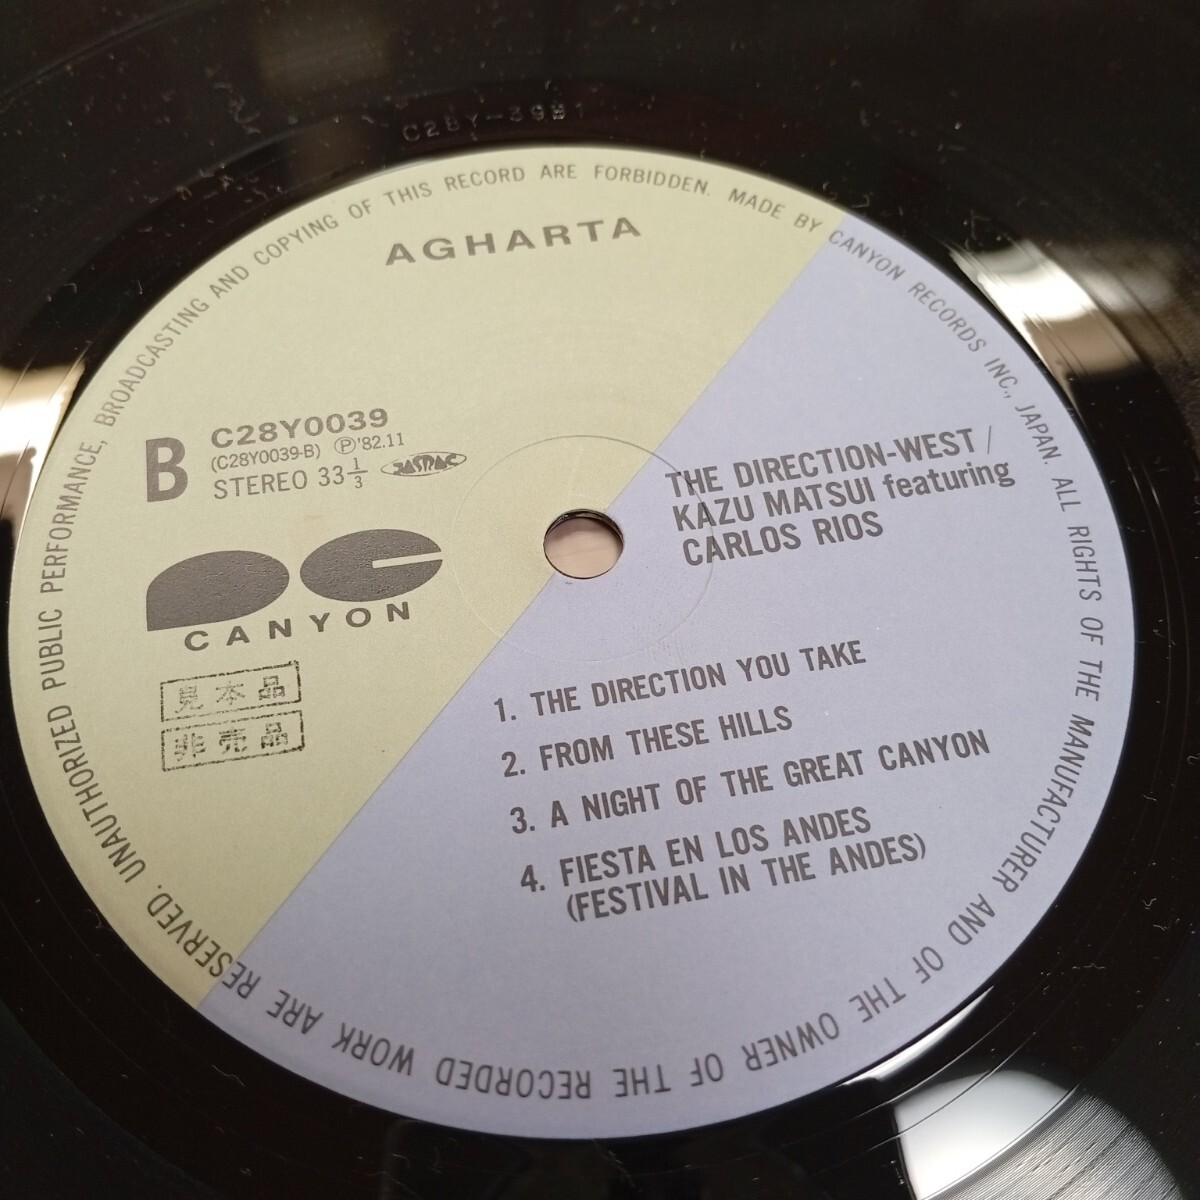 C28Y-39B1
UNAUTHORIZED PUBLIC PERFORMANCE, BROADCASTING AND COPYING OF THIS RECORD ARE FORBIDDEN. MADE BY CANYON RECORDS INC., JAPAN. ALL RIGHTS OF THE MANUFACTURER AND OF THE OWNER OF THE RECORDED WORK ARE RESERVED.
AGHARTA
B
C28Y0039
(C28Y0039-B) Ⓟ'82.11
STEREO 33 1/3
JASRAC
CANYON
見本品
非売品
THE DIRECTION-WEST /
KAZU MATSUI featuring
CARLOS RIOS
1. THE DIRECTION YOU TAKE
2. FROM THESE HILLS
3. A NIGHT OF THE GREAT CANYON
4. FIESTA EN LOS ANDES
(FESTIVAL IN THE ANDES)